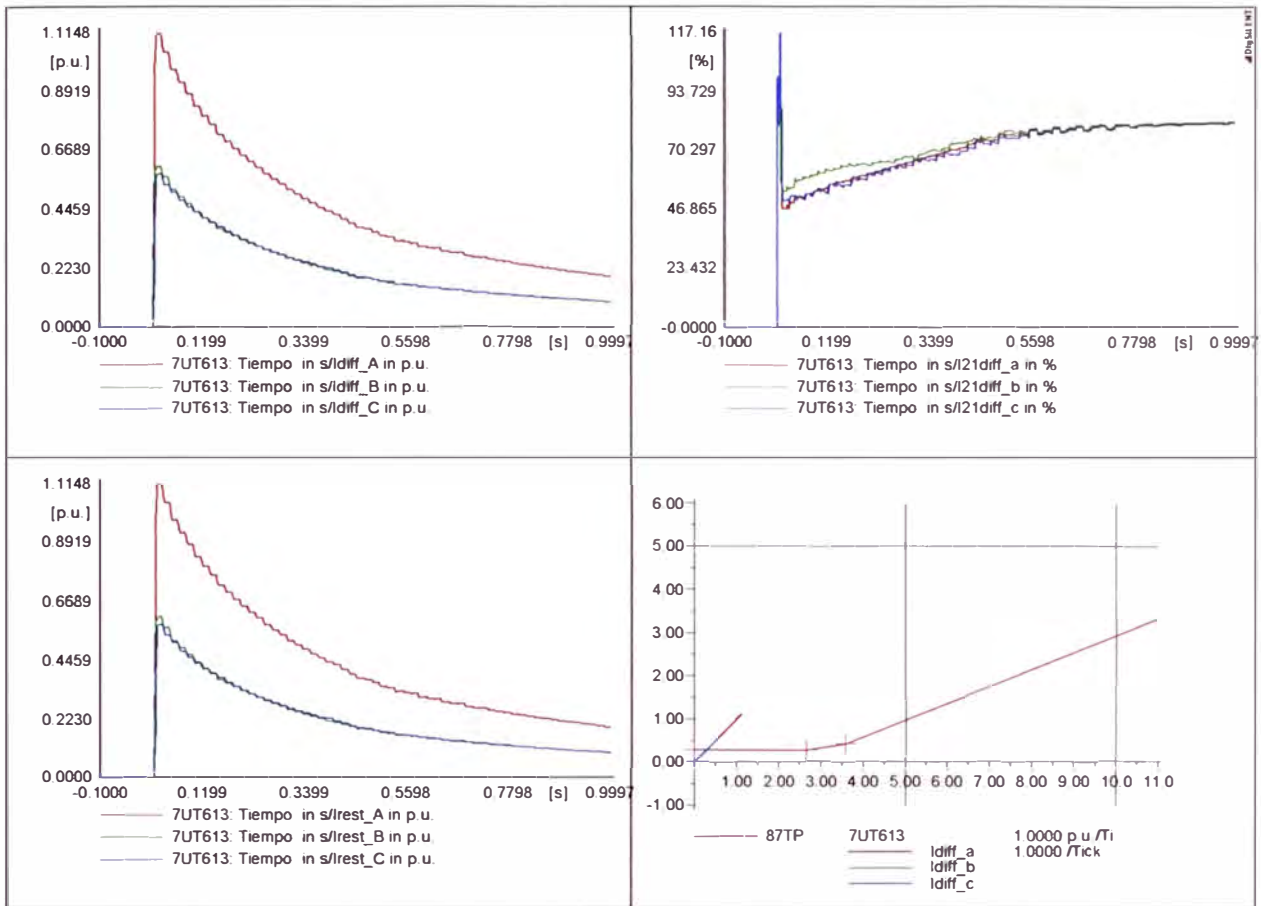 1.1148
[p.u.]
0.8919
0.6689
0.4459
0.2230
0.0000
-0.1000 0.1199 0.3399 0.5598 0.7798 [s] 0.9997
7UT613: Tiempo in s/Idiff_A in p.u.
7UT613: Tiempo in s/Idiff_B in p.u.
7UT613: Tiempo in s/Idiff_C in p.u.
117.16
[%]
93.729
70.297
46.865
23.432
-0.0000
-0.1000 0.1199 0.3399 0.5598 0.7798 [s] 0.9997
7UT613: Tiempo in s/I21diff_a in %
7UT613: Tiempo in s/I21diff_b in %
7UT613: Tiempo in s/I21diff_c in %
DIgSILENT
1.1148
[p.u.]
0.8919
0.6689
0.4459
0.2230
0.0000
-0.1000 0.1199 0.3399 0.5598 0.7798 [s] 0.9997
7UT613: Tiempo in s/Irest_A in p.u.
7UT613: Tiempo in s/Irest_B in p.u.
7UT613: Tiempo in s/Irest_C in p.u.
6.00
5.00
4.00
3.00
2.00
1.00
-1.00
1.00 2.00 3.00 4.00 5.00 6.00 7.00 8.00 9.00 10.0 11.0
87TP 7UT613 1.0000 p.u./Ti
Idiff_a 1.0000 /Tick
Idiff_b
Idiff_c